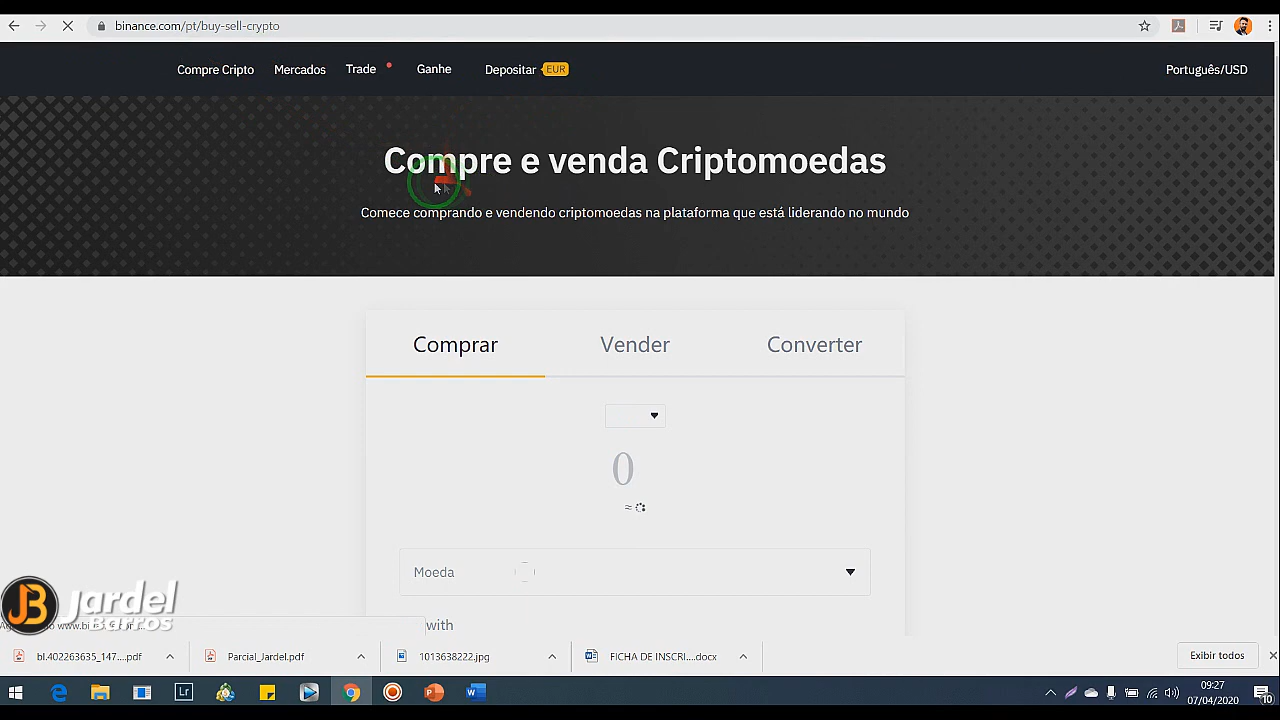 binance.com/pt/buy-sell-crypto
Compre Cripto Mercados Trade Ganhe Depositar EUR Português/USD
Compre e venda Criptomoedas
Comece comprando e vendendo criptomoedas na plataforma que está liderando no mundo
Comprar Vender Converter
0
≈
Moeda
with
Jardel
Barros
bl.402263635_147....pdf Parcial_Jardel.pdf 1013638222.jpg FICHA DE INSCRI....docx Exibir todos
09:27
07/04/2020
10